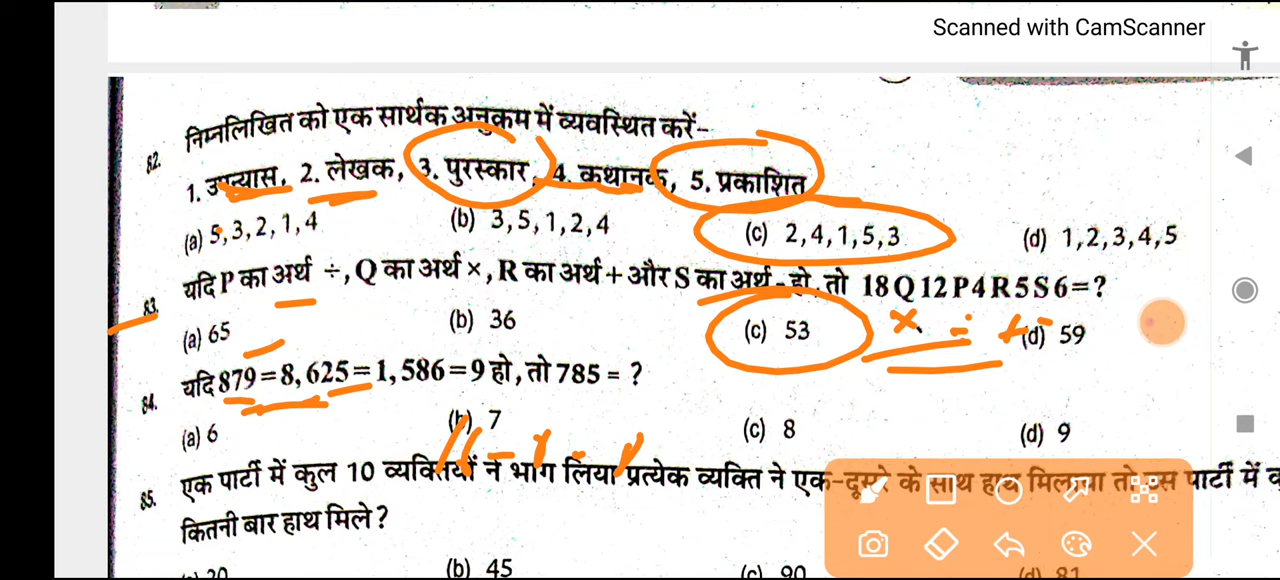 Scanned with CamScanner
82. निम्नलिखित को एक सार्थक अनुक्रम में व्यवस्थित करें-
1. उपन्यास, 2. लेखक, 3. पुरस्कार, 4. कथानक, 5. प्रकाशित
(a) 5,3,2,1,4 (b) 3,5,1,2,4 (c) 2,4,1,5,3 (d) 1,2,3,4,5
83. यदि P का अर्थ ÷, Q का अर्थ ×, R का अर्थ + और S का अर्थ - हो, तो 18Q12P4R5S6=?
(a) 65 (b) 36 (c) 53 (d) 59
× ÷ + -
84. यदि 879=8, 625=1, 586=9 हो, तो 785 = ?
(a) 6 (b) 7 (c) 8 (d) 9
85. एक पार्टी में कुल 10 व्यक्तियों ने भाग लिया प्रत्येक व्यक्ति ने एक-दूसरे के साथ हाथ मिलाया तो उस पार्टी में
कितनी बार हाथ मिले?
20 (b) 45 (c) 90 (d) 81